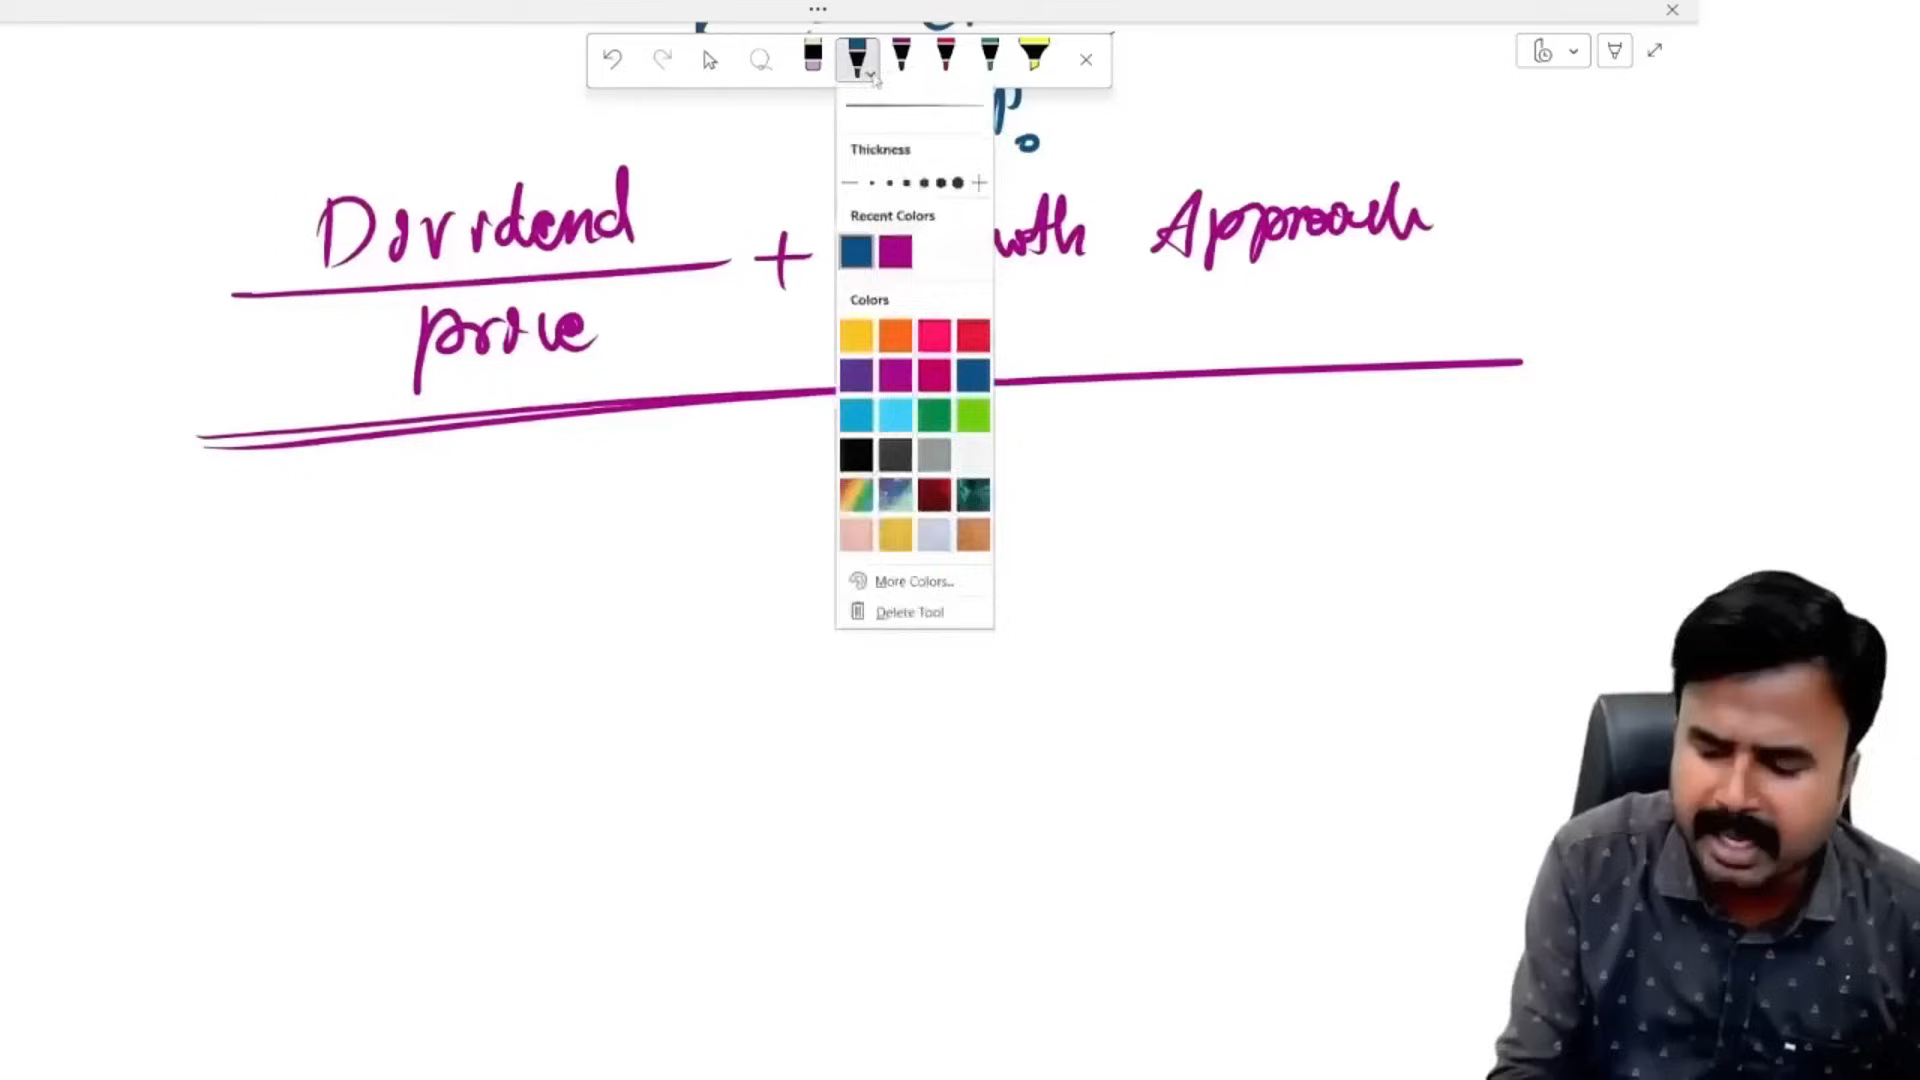 Thickness
Recent Colors
Colors
More Colors...
Delete Tool
Dividend + wth Approach
price